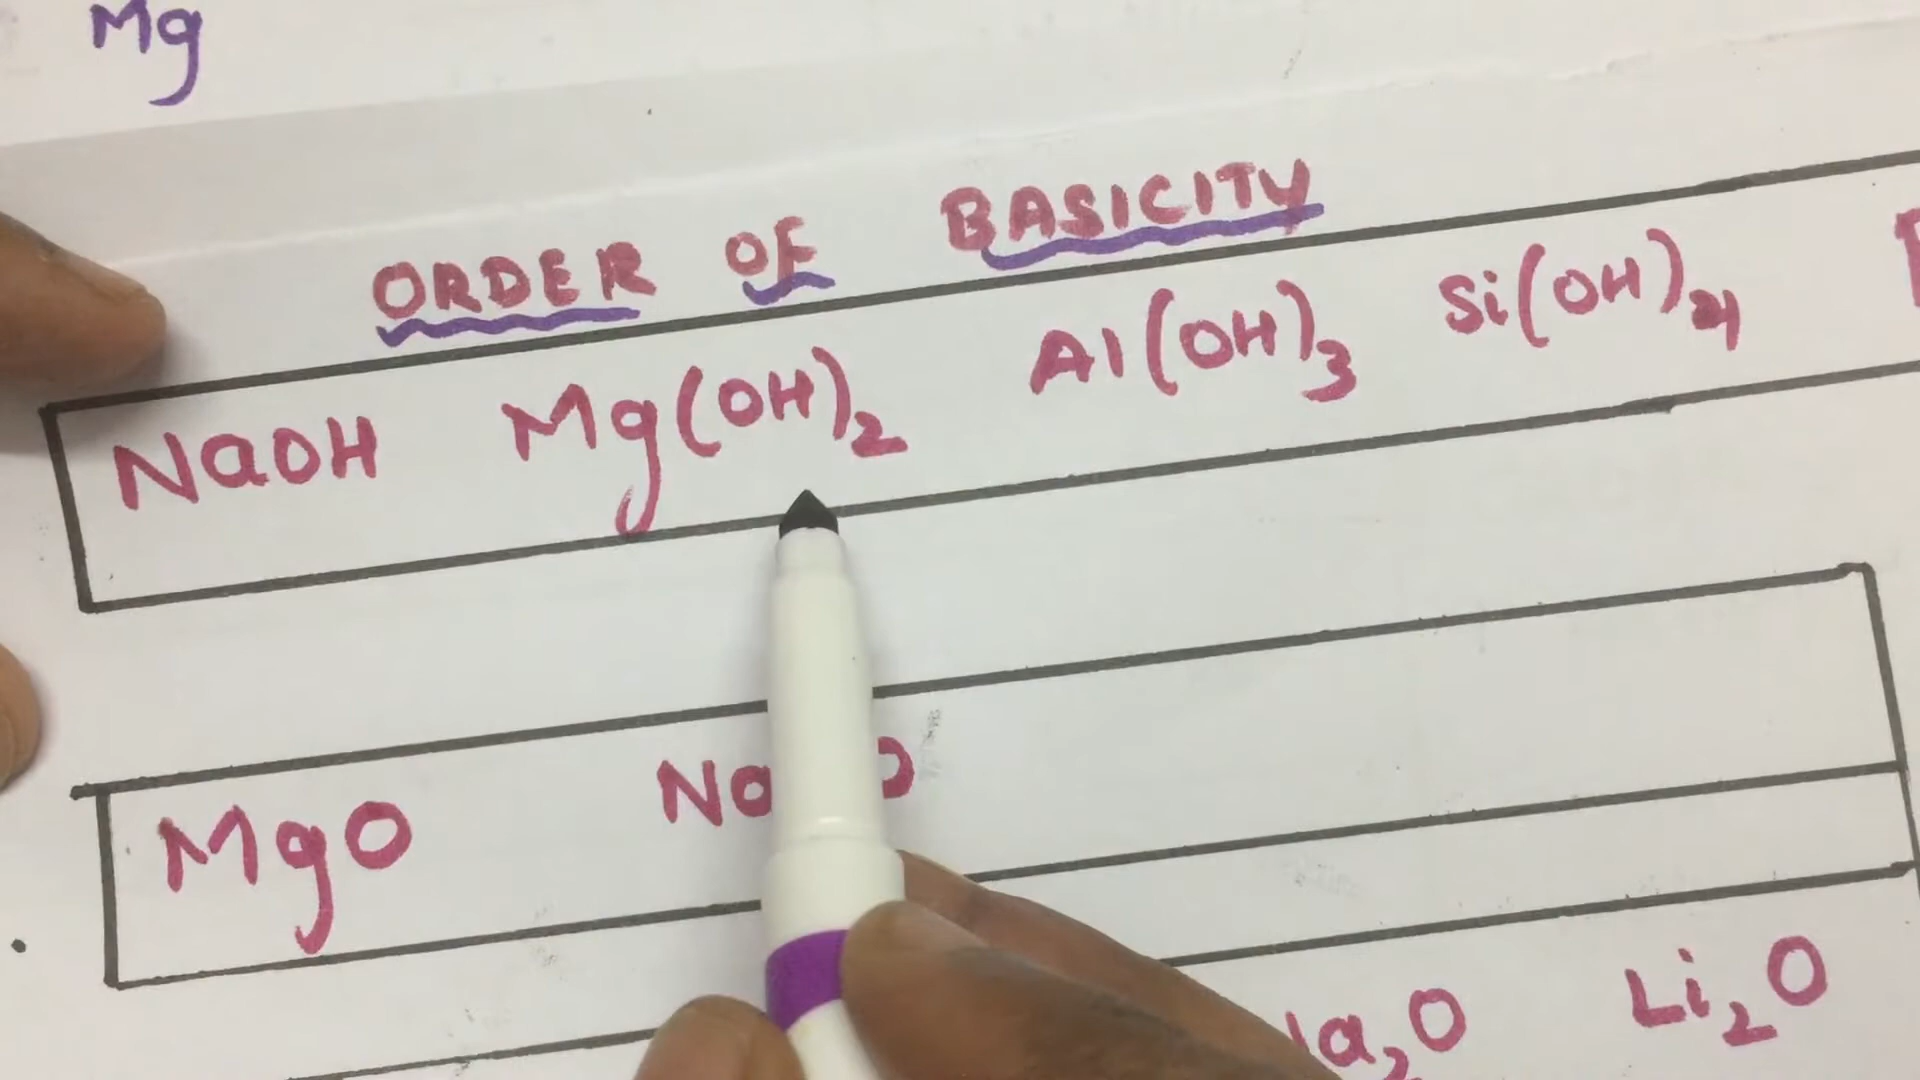 Mg
ORDER OF BASICITY
NaOH Mg(OH)2 Al(OH)3 Si(OH)4
MgO
Li2O